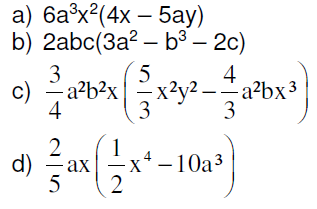 a) 6a³x²(4x – 5ay)
b) 2abc(3a² – b³ – 2c)
c) 3/4 a²b²x (5/3 x²y² – 4/3 a²bx³)
d) 2/5 ax (1/2 x⁴ – 10a³)